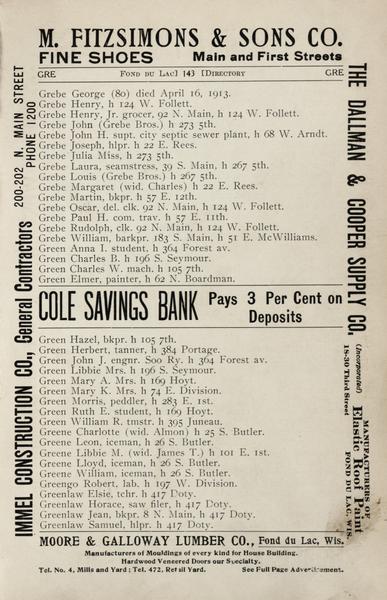 M. FITZSIMONS & SONS CO.
FINE SHOES Main and First Streets
GRE FOND DU LAC] 143 [DIRECTORY GRE
Grebe George (80) died April 16, 1913.
Grebe Henry, h 124 W. Follett.
Grebe Henry, Jr. grocer, 92 N. Main, h 124 W. Follett.
Grebe John (Grebe Bros.) h 273 5th.
Grebe John H. supt. city septic sewer plant, h 68 W. Arndt.
Grebe Joseph, hlpr. h 22 E. Rees.
Grebe Julia Miss, h 273 5th.
Grebe Laura, seamstress, 39 S. Main, h 267 5th.
Grebe Louis (Grebe Bros.) h 267 5th.
Grebe Margaret (wid. Charles) h 22 E. Rees.
Grebe Martin, bkpr. h 57 E. 12th.
Grebe Oscar, del. clk. 92 N. Main, h 124 W. Follett.
Grebe Paul H. com. trav. h 57 E. 11th.
Grebe Rudolph, clk. 92 N. Main, h 124 W. Follett.
Grebe William, barkpr. 183 S. Main, h 51 E. McWilliams.
Green Anna I. student, h 364 Forest av.
Green Charles B. h 196 S. Seymour.
Green Charles W. mach. h 105 7th.
Green Elmer, painter, h 62 N. Boardman.
COLE SAVINGS BANK Pays 3 Per Cent on
Deposits
Green Hazel, bkpr. h 105 7th.
Green Herbert, tanner, h 384 Portage.
Green John J. engnr. Soo Ry. h 364 Forest av.
Green Libbie Mrs. h 196 S. Seymour.
Green Mary A. Mrs. h 169 Hoyt.
Green Mary K. Mrs. h 74 E. Division.
Green Morris, peddler, h 283 E. 1st.
Green Ruth E. student, h 169 Hoyt.
Green William R. tmstr. h 395 Juneau.
Greene Charlotte (wid. Almon) h 25 S. Butler.
Greene Leon, iceman, h 26 S. Butler.
Greene Libbie M. (wid. James T.) h 101 E. 1st.
Greene Lloyd, iceman, h 26 S. Butler.
Greene William, iceman, h 26 S. Butler.
Greengo Robert, lab. h 197 W. Division.
Greenlaw Elsie, tchr. h 417 Doty.
Greenlaw Horace, saw filer, h 417 Doty.
Greenlaw Jean, bkpr. 8 N. Main, h 417 Doty.
Greenlaw Samuel, hlpr. h 417 Doty.
MOORE & GALLOWAY LUMBER CO., Fond du Lac, Wis.
Manufacturers of Mouldings of every kind for House Building.
Hardwood Veneered Doors our Specialty.
Tel. No. 4, Mills and Yard; Tel. 472, Retail Yard. See Full Page Advertisement.
IMMEL CONSTRUCTION CO., General Contractors
200-202 N. MAIN STREET
PHONE 1200
THE DALLMAN & COOPER SUPPLY CO.
(Incorporated)
18-30 Third Street
MANUFACTURERS OF
Elastic Roof Paint
FOND DU LAC, WIS.